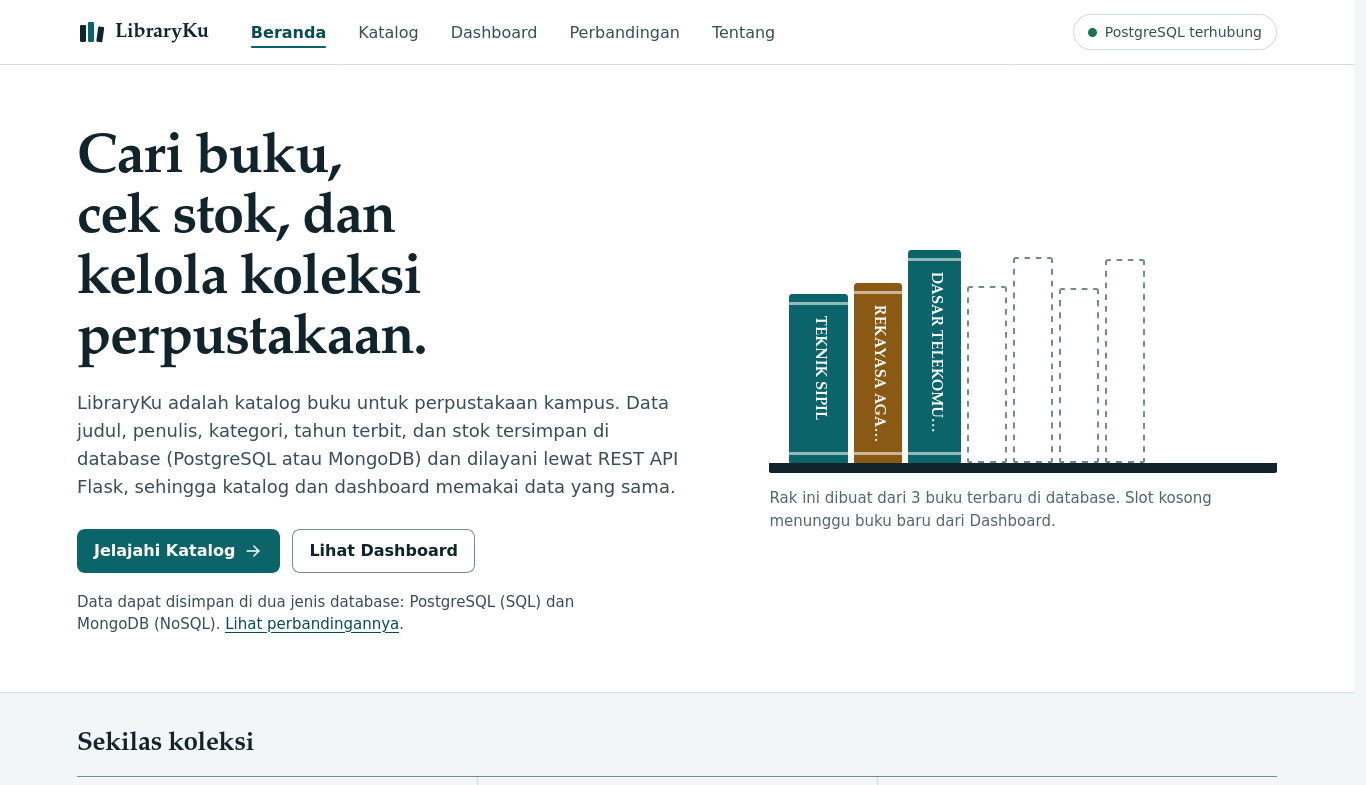 LibraryKu
Beranda
Katalog
Dashboard
Perbandingan
Tentang
PostgreSQL terhubung
Cari buku,
cek stok, dan
kelola koleksi
perpustakaan.
LibraryKu adalah katalog buku untuk perpustakaan kampus. Data
judul, penulis, kategori, tahun terbit, dan stok tersimpan di
database (PostgreSQL atau MongoDB) dan dilayani lewat REST API
Flask, sehingga katalog dan dashboard memakai data yang sama.
Jelajahi Katalog →
Lihat Dashboard
Data dapat disimpan di dua jenis database: PostgreSQL (SQL) dan
MongoDB (NoSQL). Lihat perbandingannya.
TEKNIK SIPIL
REKAYASA AGA...
DASAR TELEKOMU...
Rak ini dibuat dari 3 buku terbaru di database. Slot kosong
menunggu buku baru dari Dashboard.
Sekilas koleksi